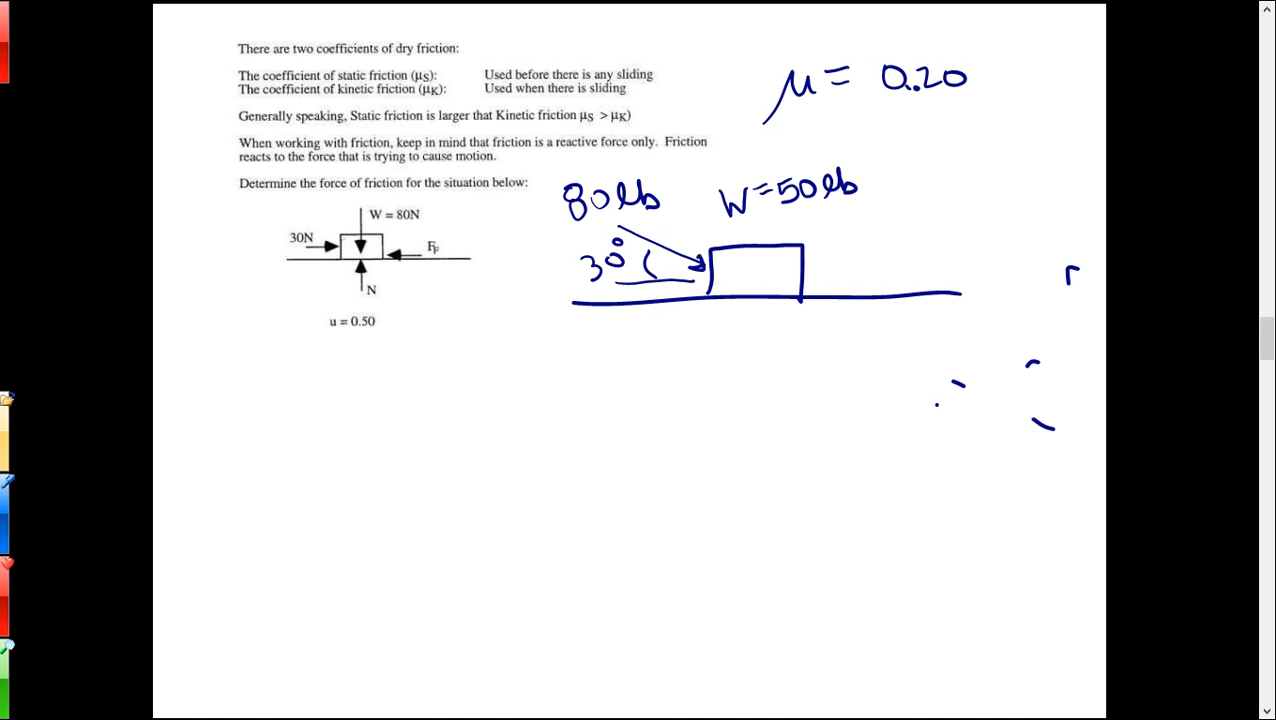 There are two coefficients of dry friction:
The coefficient of static friction (μS): Used before there is any sliding
The coefficient of kinetic friction (μK): Used when there is sliding
Generally speaking, Static friction is larger that Kinetic friction μS > μK)
When working with friction, keep in mind that friction is a reactive force only. Friction
reacts to the force that is trying to cause motion.
Determine the force of friction for the situation below:
W = 80N
30N
FF
N
u = 0.50
μ = 0.20
80lb W=50lb
30°
r